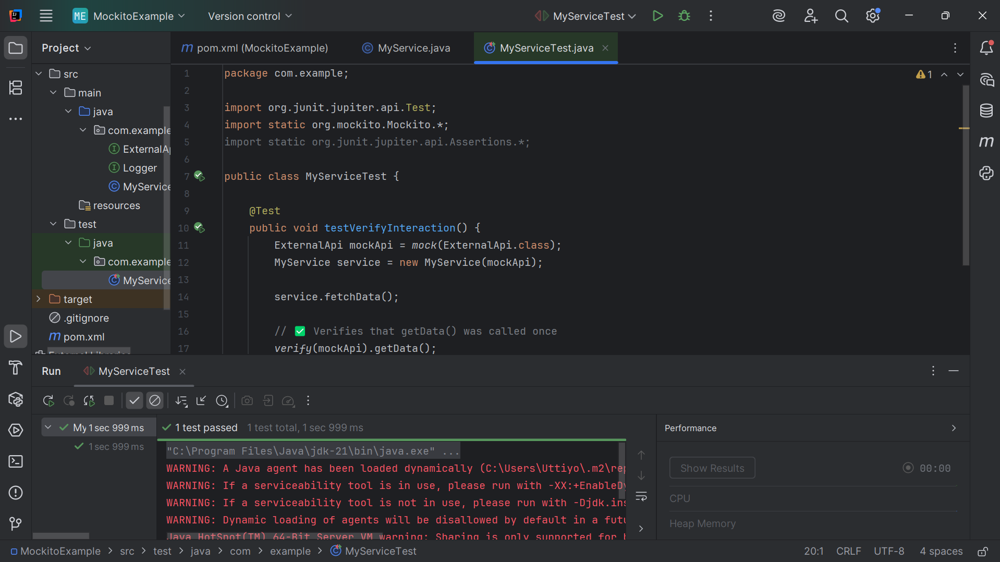 ME MockitoExample Version control MyServiceTest
Project
pom.xml (MockitoExample) MyService.java MyServiceTest.java
src
main
java
com.example
ExternalAp
Logger
MyService
resources
test
java
com.example
MyService
target
.gitignore
pom.xml
External Libraries
1
1 package com.example;
2
3 import org.junit.jupiter.api.Test;
4 import static org.mockito.Mockito.*;
5 import static org.junit.jupiter.api.Assertions.*;
6
7 public class MyServiceTest {
8
9 @Test
10 public void testVerifyInteraction() {
11 ExternalApi mockApi = mock(ExternalApi.class);
12 MyService service = new MyService(mockApi);
13
14 service.fetchData();
15
16 // ✅ Verifies that getData() was called once
17 verify(mockApi).getData();
Run MyServiceTest
My 1 sec 999 ms
1 sec 999 ms
1 test passed 1 test total, 1 sec 999 ms
"C:\Program Files\Java\jdk-21\bin\java.exe" ...
WARNING: A Java agent has been loaded dynamically (C:\Users\Uttiyo\.m2\rep
WARNING: If a serviceability tool is in use, please run with -XX:+EnableDy
WARNING: If a serviceability tool is not in use, please run with -Djdk.ins
WARNING: Dynamic loading of agents will be disallowed by default in a futu
Java HotSpot(TM) 64-Bit Server VM warning: Sharing is only supported for b
Performance
Show Results 00:00
CPU
Heap Memory
MockitoExample > src > test > java > com > example > MyServiceTest
20:1 CRLF UTF-8 4 spaces